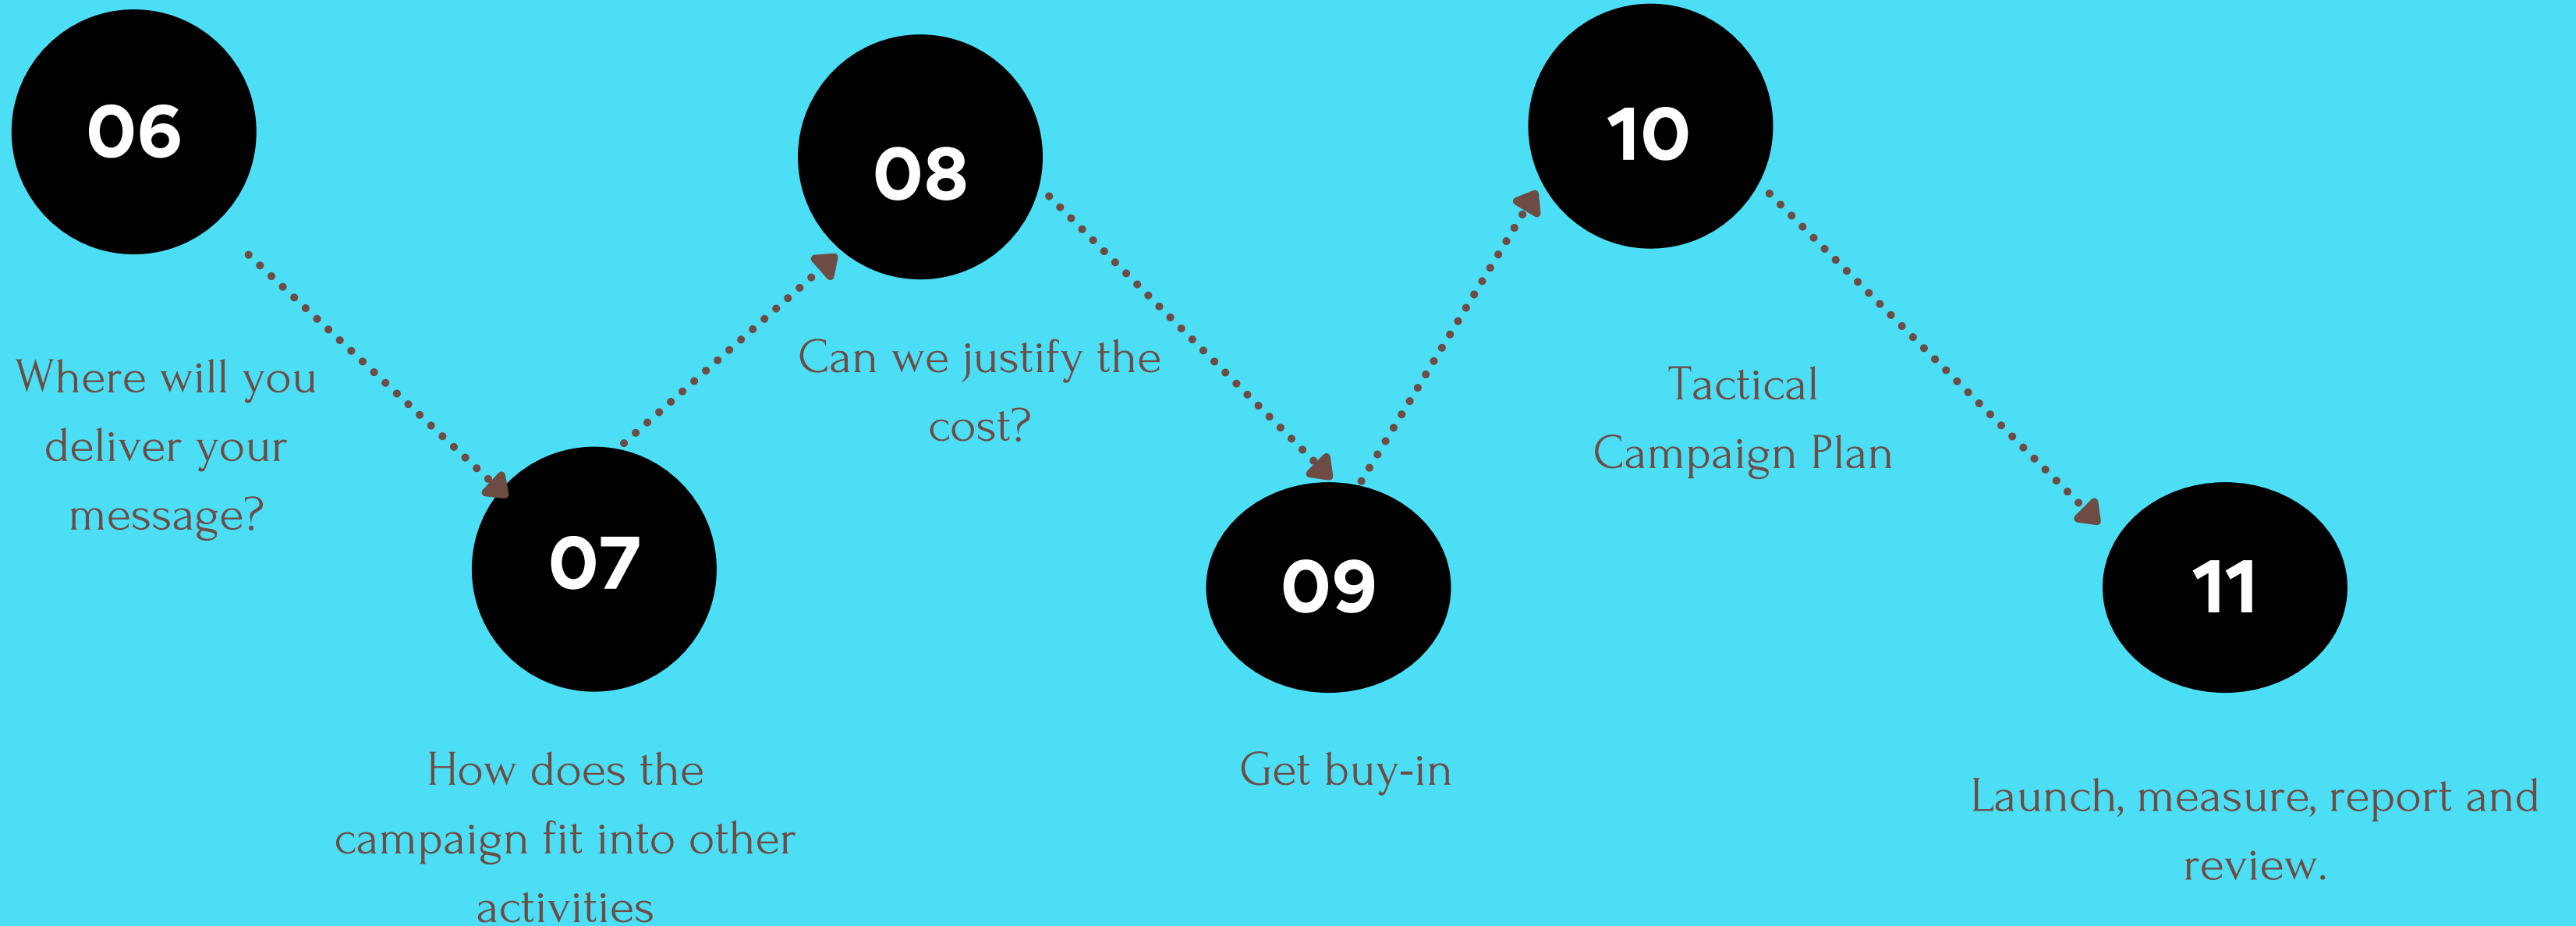 06
Where will you
deliver your
message?
07
How does the
campaign fit into other
activities
08
Can we justify the
cost?
09
Get buy-in
10
Tactical
Campaign Plan
11
Launch, measure, report and
review.